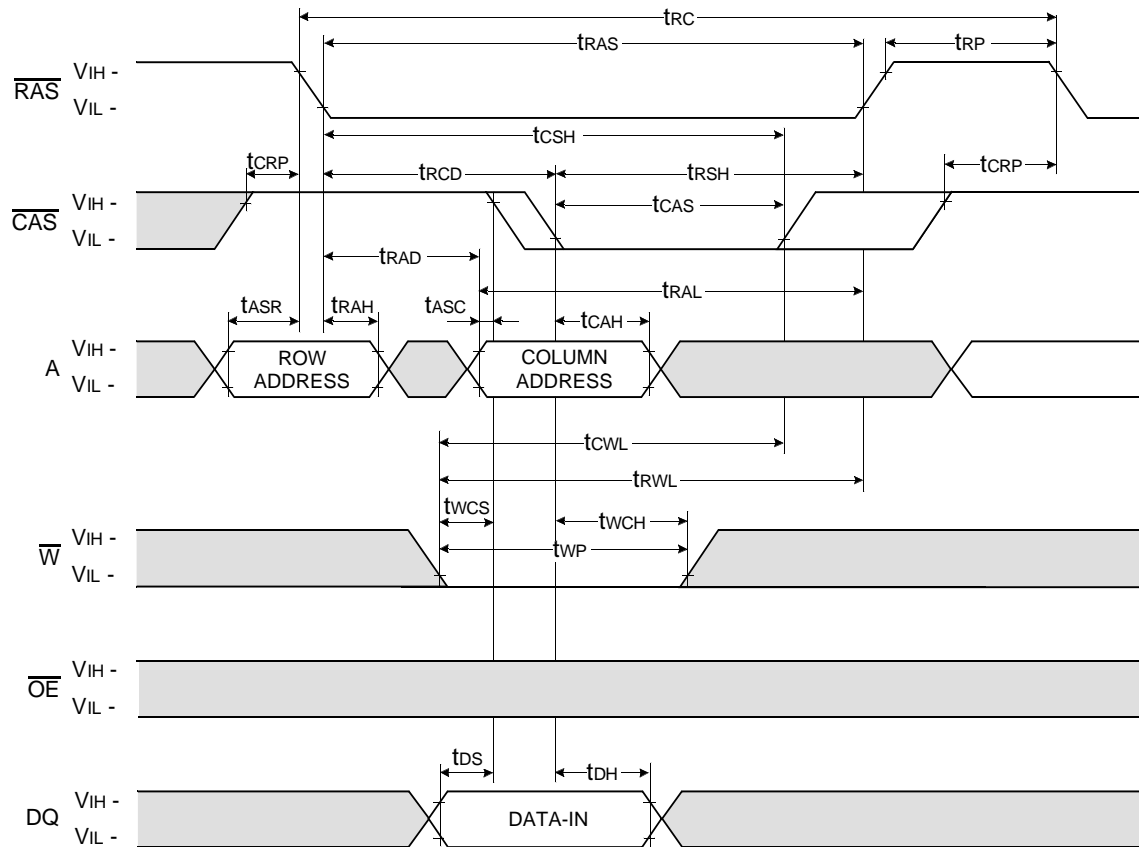 tRC
tRAS
tRP
RAS
VIH -
VIL -
tCSH
tCRP
tRCD
tRSH
tCRP
CAS
VIH -
VIL -
tCAS
tRAD
tRAL
tASR
tRAH
tASC
tCAH
A
VIH -
VIL -
ROW
ADDRESS
COLUMN
ADDRESS
tCWL
tRWL
tWCS
tWCH
tWP
W
VIH -
VIL -
OE
VIH -
VIL -
tDS
tDH
DQ
VIH -
VIL -
DATA-IN